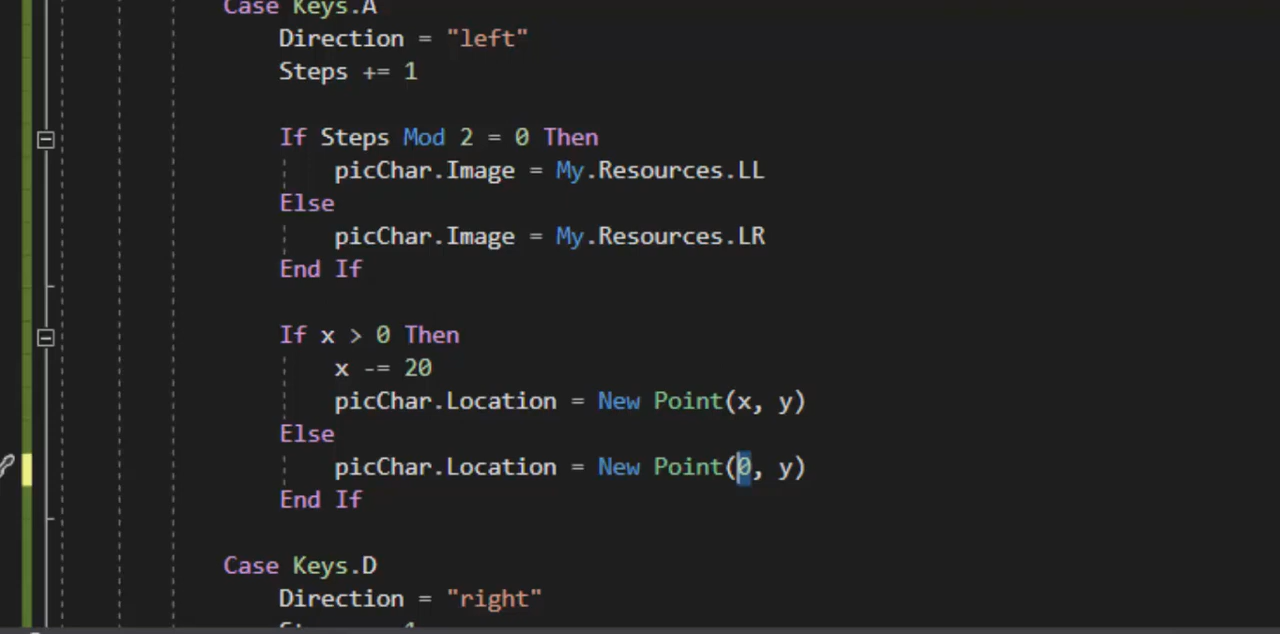 Case Keys.A
Direction = "left"
Steps += 1
If Steps Mod 2 = 0 Then
picChar.Image = My.Resources.LL
Else
picChar.Image = My.Resources.LR
End If
If x > 0 Then
x -= 20
picChar.Location = New Point(x, y)
Else
picChar.Location = New Point(0, y)
End If
Case Keys.D
Direction = "right"